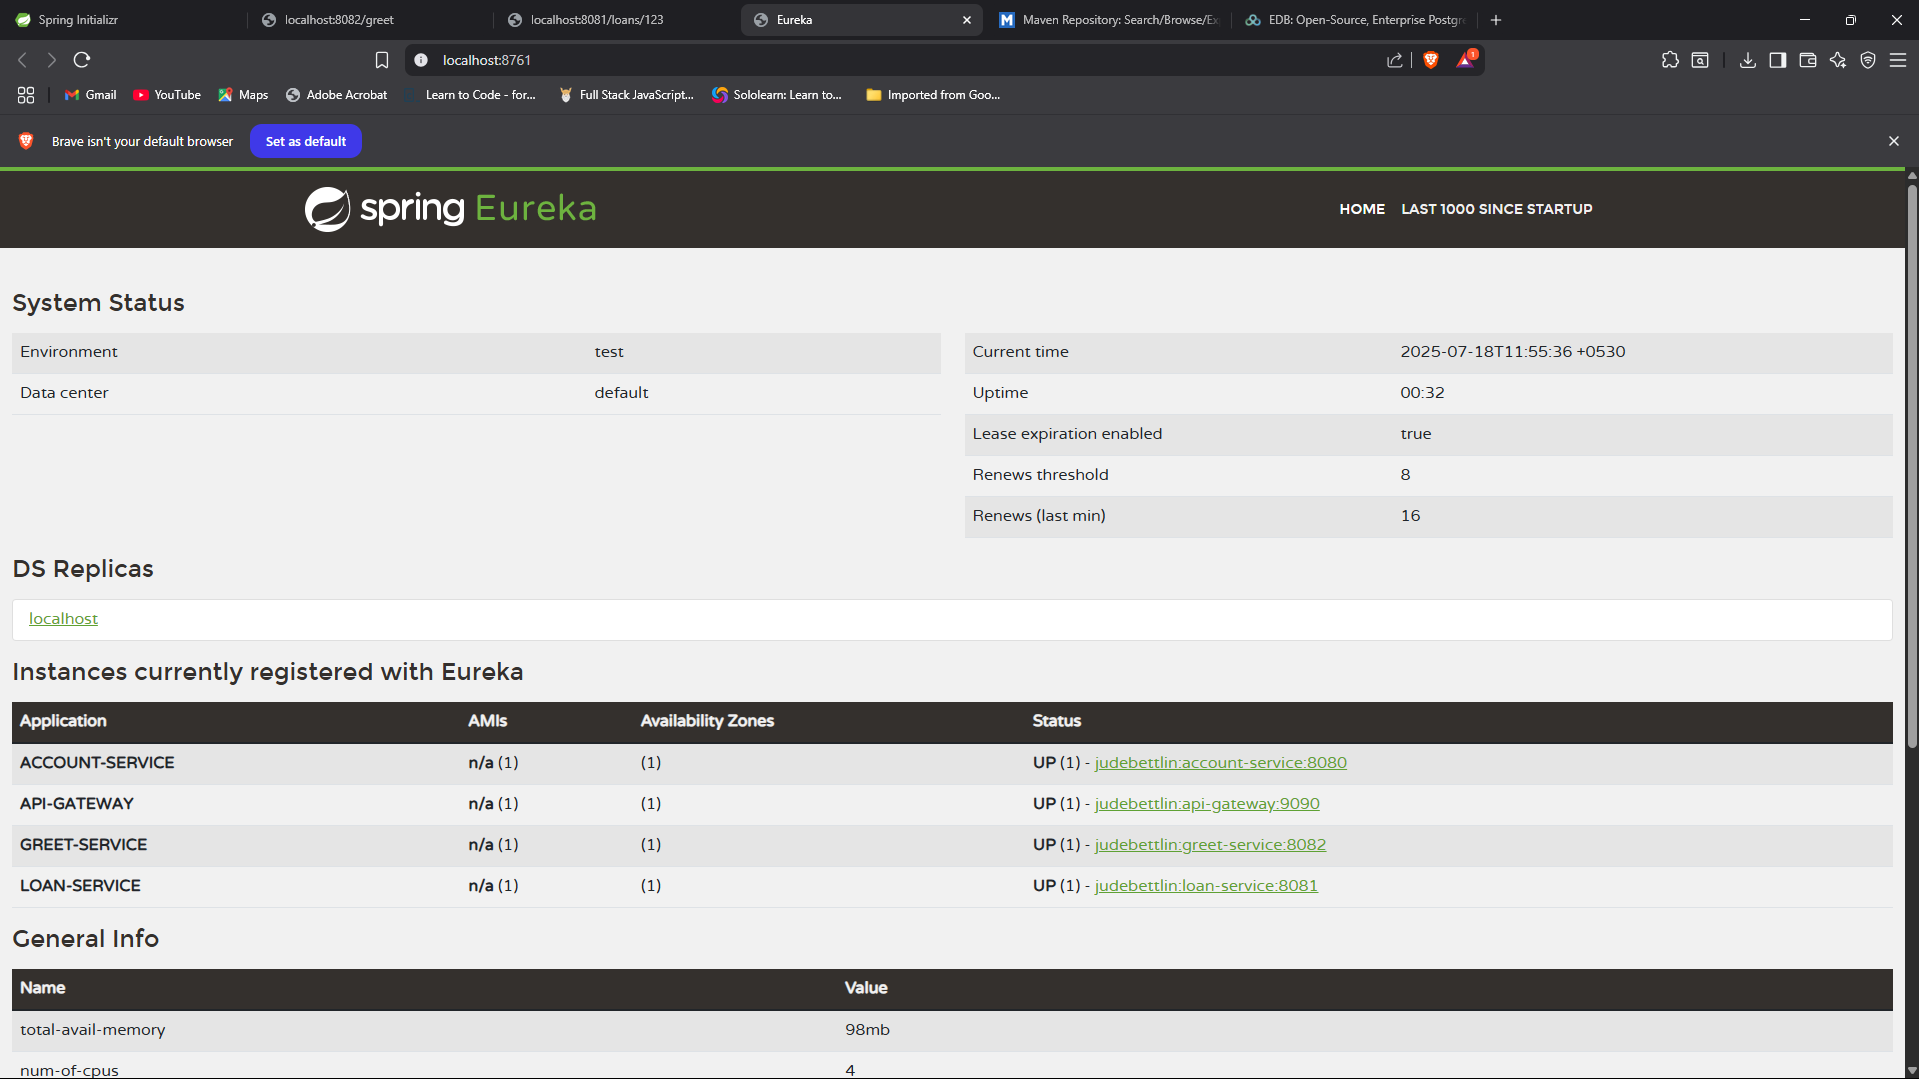 Spring Initializr
localhost:8082/greet
localhost:8081/loans/123
Eureka
Maven Repository: Search/Browse/Ex
EDB: Open-Source, Enterprise Postgr
localhost:8761
1
Gmail
YouTube
Maps
Adobe Acrobat
Learn to Code - for...
Full Stack JavaScript...
Sololearn: Learn to...
Imported from Goo...
Brave isn't your default browser
Set as default
spring Eureka
HOME
LAST 1000 SINCE STARTUP
System Status
Environment test
Data center default
Current time 2025-07-18T11:55:36 +0530
Uptime 00:32
Lease expiration enabled true
Renews threshold 8
Renews (last min) 16
DS Replicas
localhost
Instances currently registered with Eureka
Application AMIs Availability Zones Status
ACCOUNT-SERVICE n/a (1) (1) UP (1) - judebettlin:account-service:8080
API-GATEWAY n/a (1) (1) UP (1) - judebettlin:api-gateway:9090
GREET-SERVICE n/a (1) (1) UP (1) - judebettlin:greet-service:8082
LOAN-SERVICE n/a (1) (1) UP (1) - judebettlin:loan-service:8081
General Info
Name Value
total-avail-memory 98mb
num-of-cpus 4